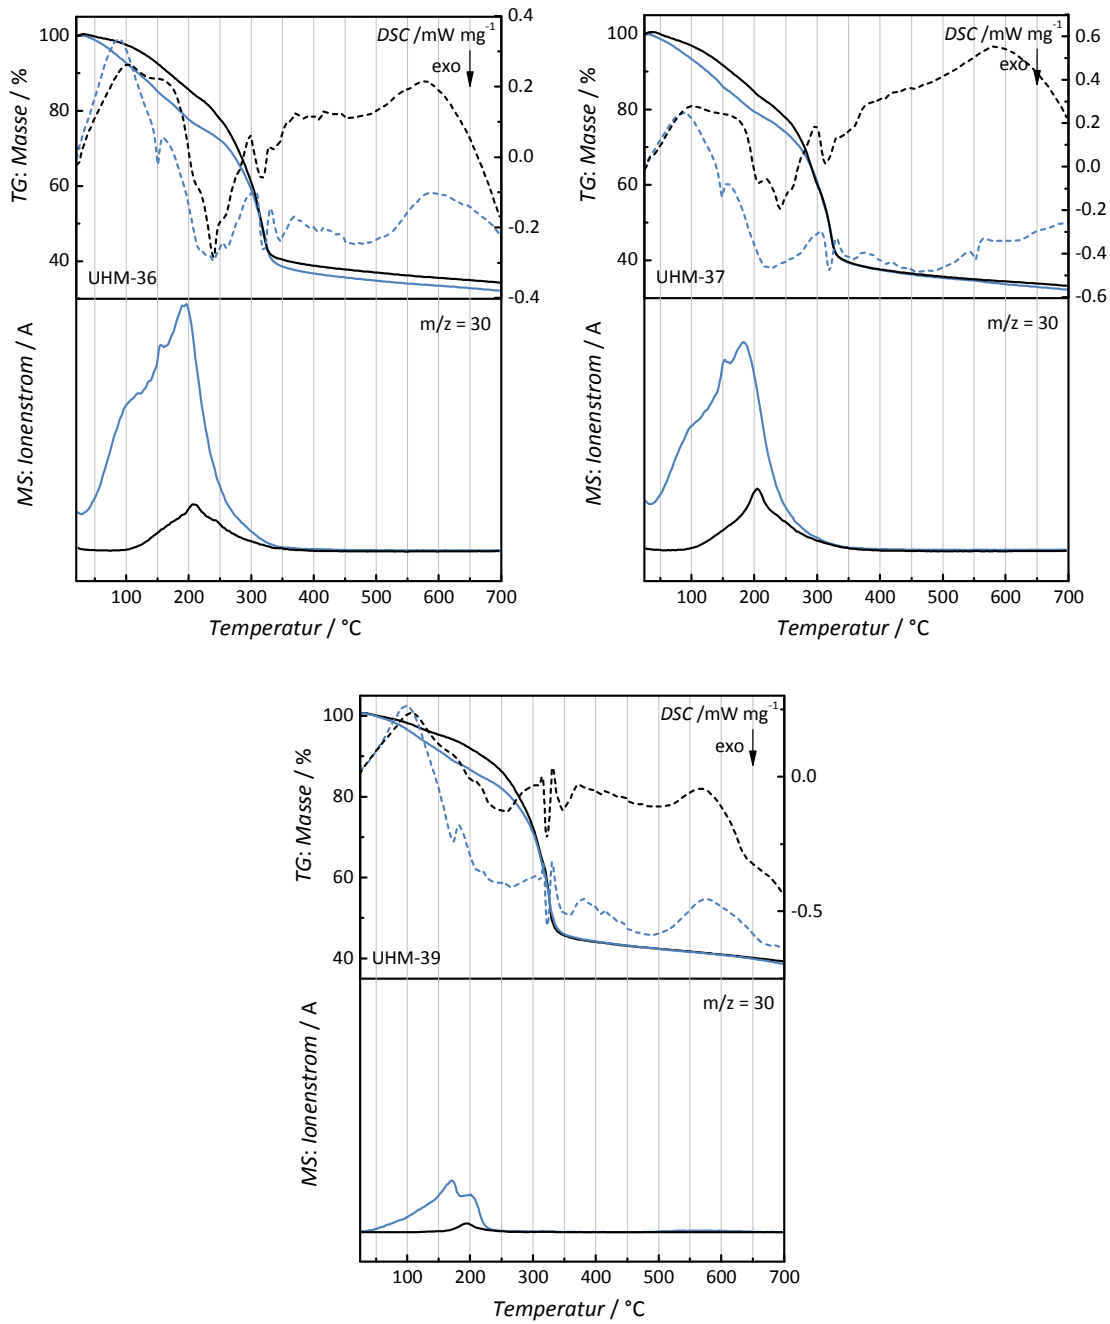 DSC /mW mg⁻¹
exo
TG: Masse / %
100
80
60
40
0.4
0.2
0.0
-0.2
-0.4
UHM-36
m/z = 30
MS: Ionenstrom / A
100 200 300 400 500 600 700
Temperatur / °C
DSC /mW mg⁻¹
exo
TG: Masse / %
100
80
60
40
0.6
0.4
0.2
0.0
-0.2
-0.4
-0.6
UHM-37
m/z = 30
MS: Ionenstrom / A
100 200 300 400 500 600 700
Temperatur / °C
DSC /mW mg⁻¹
exo
TG: Masse / %
100
80
60
40
0.0
-0.5
UHM-39
m/z = 30
MS: Ionenstrom / A
100 200 300 400 500 600 700
Temperatur / °C